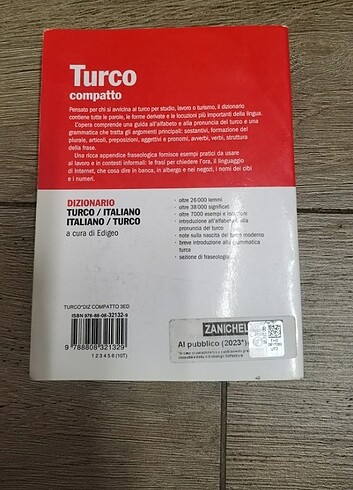 Turco
compatto
Pensato per chi si avvicina al turco per studio, lavoro o turismo, il dizionario
contiene tutte le parole, le forme derivate e le locuzioni più importanti della lingua.
L'opera comprende una guida all'alfabeto e alla pronuncia del turco e una
grammatica che tratta gli argomenti principali: sostantivi, formazione del
plurale, articoli, preposizioni, aggettivi e pronomi, avverbi, verbi, struttura
della frase.
Una ricca appendice fraseologica fornisce esempi pratici da usare
al lavoro e in contesti informali: le frasi per chiedere l'ora, il linguaggio
di Internet, che cosa dire in banca, in albergo e nei negozi, i nomi dei cibi
e i numeri.
DIZIONARIO
TURCO / ITALIANO
ITALIANO / TURCO
a cura di Edigeo
· oltre 26 000 lemmi
· oltre 38 000 significati
· oltre 7000 esempi e locuzioni
· introduzione all'alfabeto e alla
pronuncia del turco
· note sulla nascita del turco moderno
· breve introduzione alla grammatica
turca
· sezione di fraseologia
TURCO*DIZ COMPATTO 3ED
ISBN 978-88-08-32132-9
9 788808 321329
1 2 3 4 5 6 (10T)
ZANICHEL
Al pubblico (2023*)